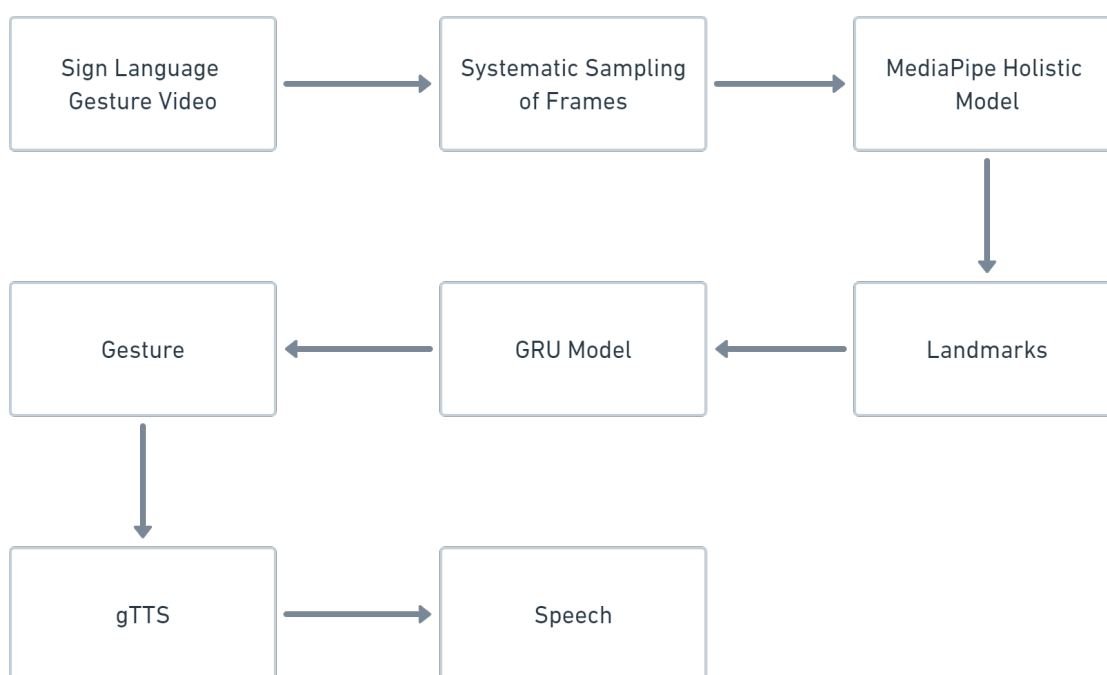 Sign Language
Gesture Video
Systematic Sampling
of Frames
MediaPipe Holistic
Model
Landmarks
GRU Model
Gesture
gTTS
Speech